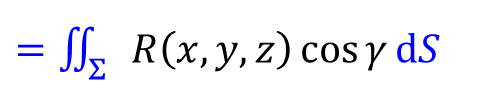 = ∬_Σ R(x, y, z) cos γ dS